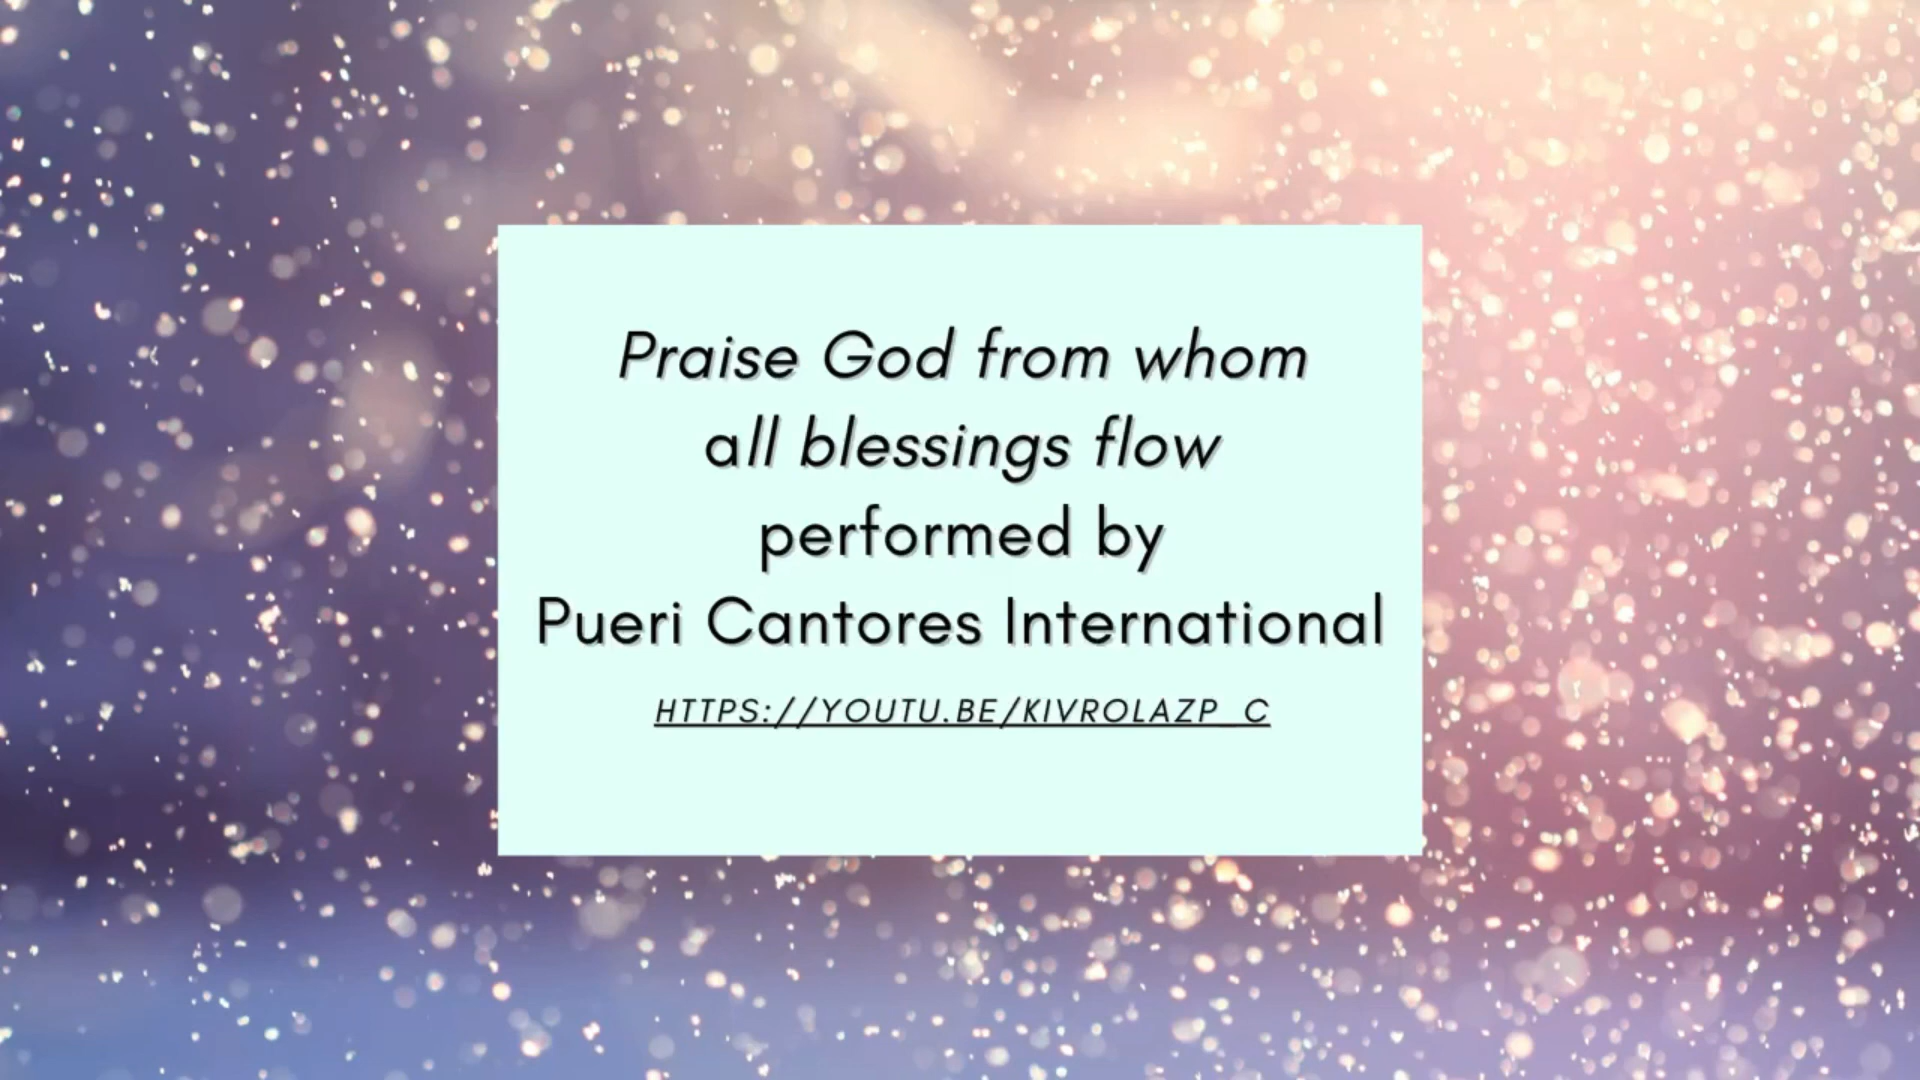 Praise God from whom
all blessings flow
performed by
Pueri Cantores International
HTTPS://YOUTU.BE/KIVROLAZP_C